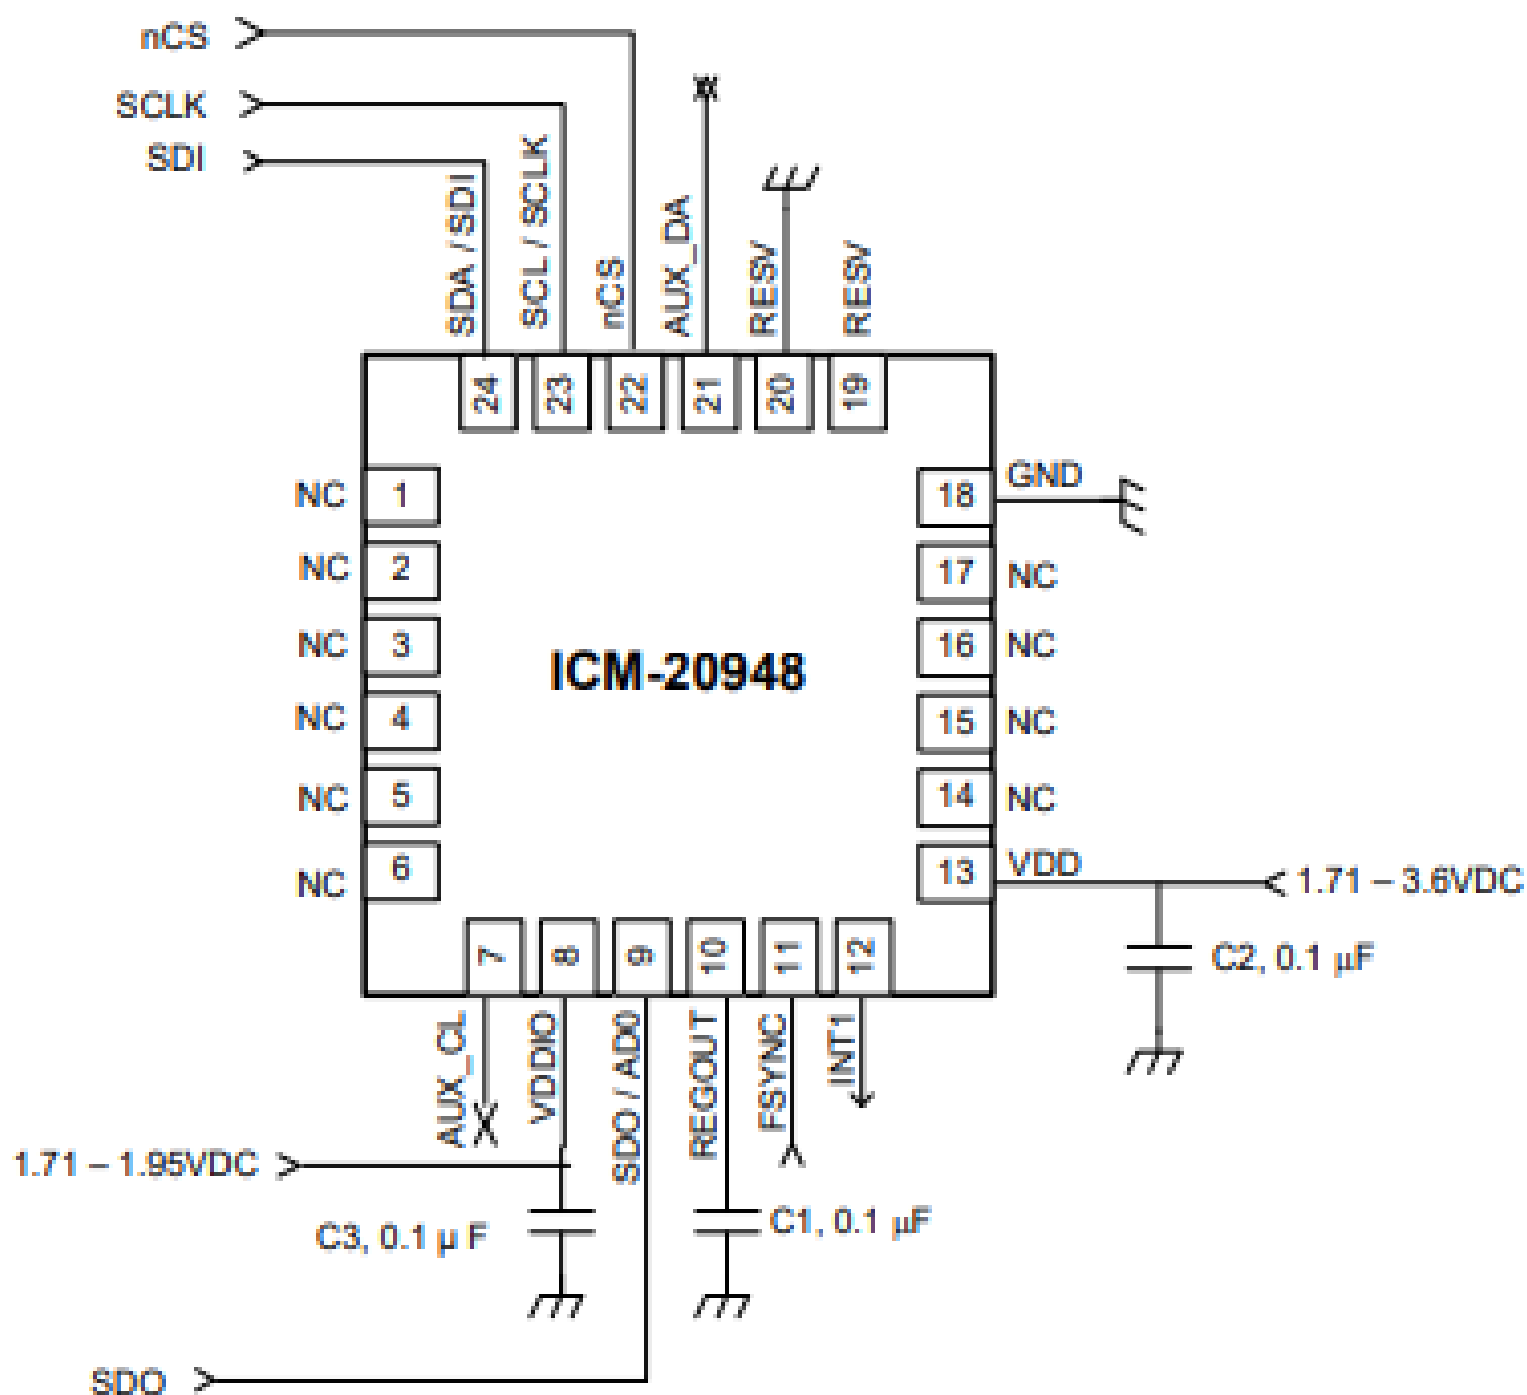 nCS
SCLK
SDI
SDA / SDI
SCL / SCLK
nCS
AUX_DA
RESV
RESV
24
23
22
21
20
19
NC 1
NC 2
NC 3
NC 4
NC 5
NC 6
18 GND
17 NC
16 NC
15 NC
14 NC
13 VDD
1.71 – 3.6VDC
ICM-20948
C2, 0.1 µF
7
8
9
10
11
12
AUX_CL
VDDIO
SDO / AD0
REGOUT
FSYNC
INT1
1.71 – 1.95VDC
C3, 0.1 µ F
C1, 0.1 µF
SDO